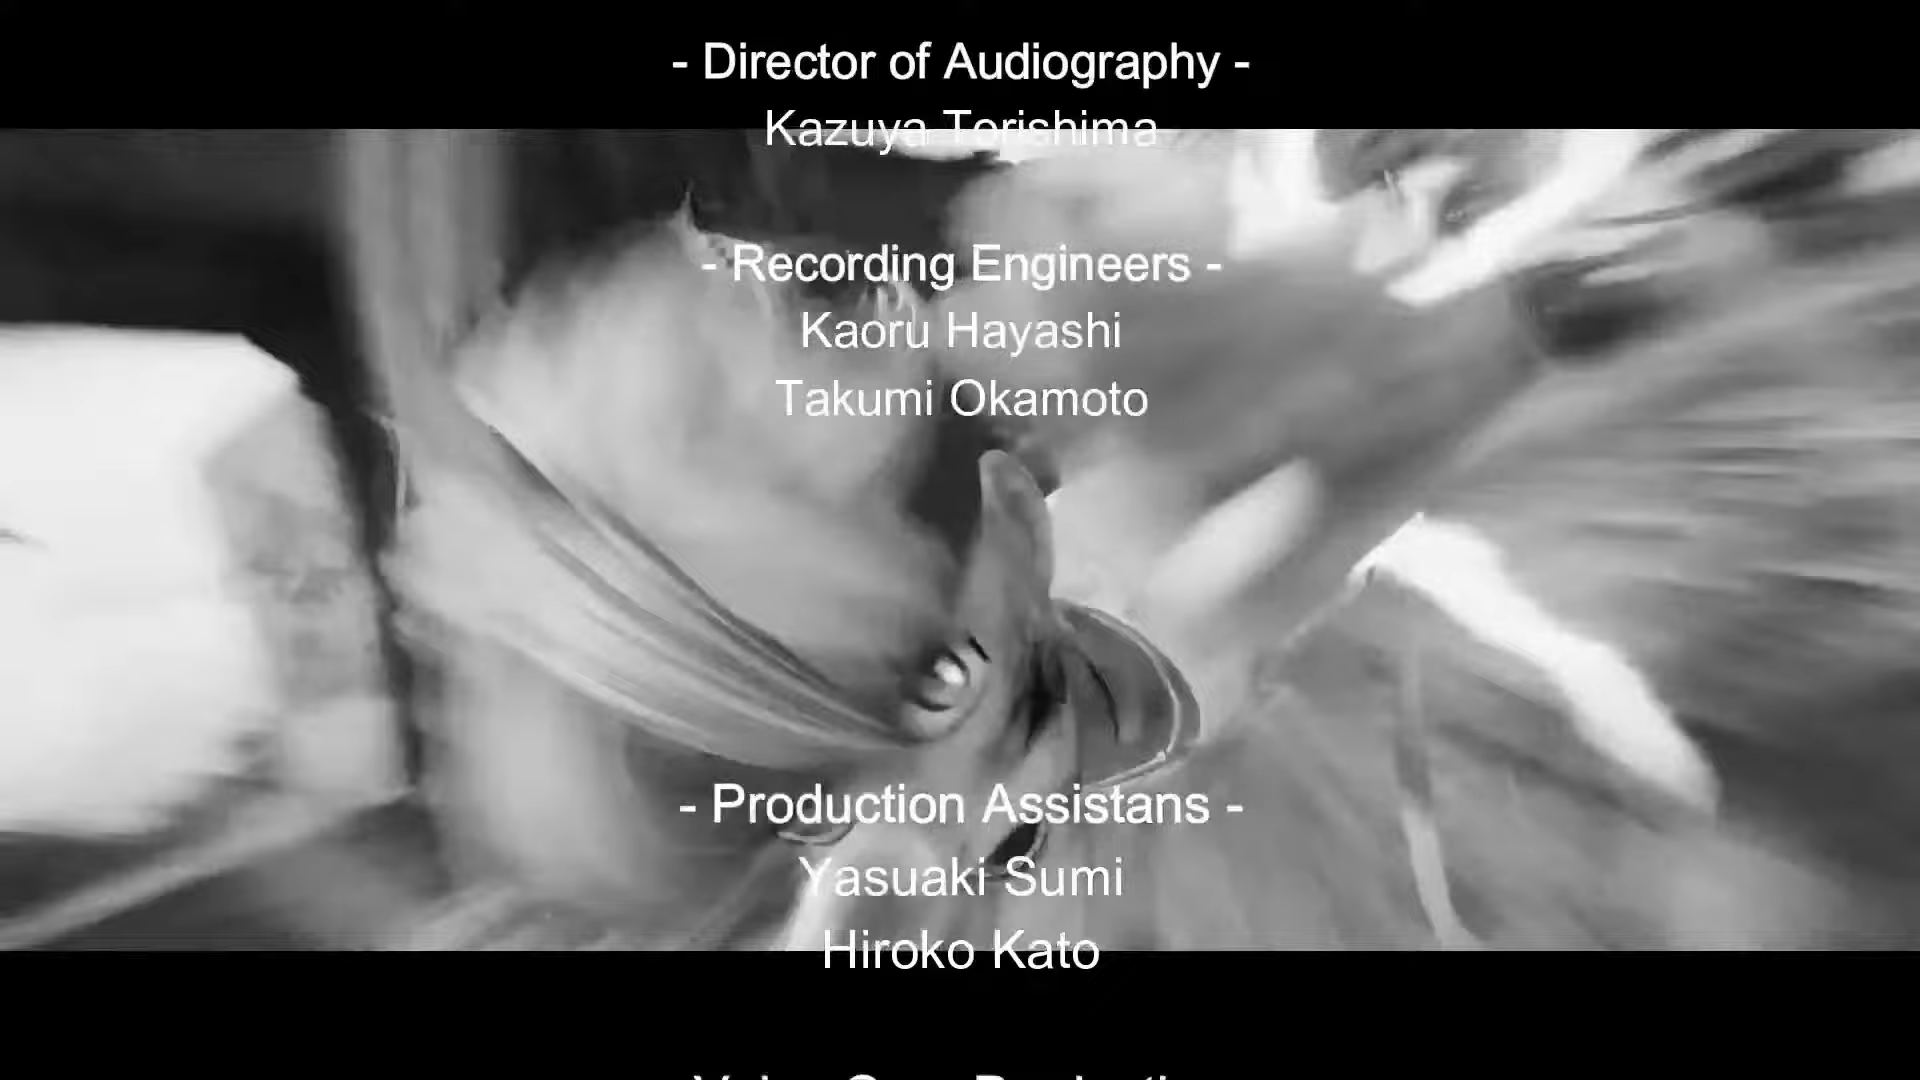 - Director of Audiography -
Kazuya Torishima
- Recording Engineers -
Kaoru Hayashi
Takumi Okamoto
- Production Assistans -
Yasuaki Sumi
Hiroko Kato